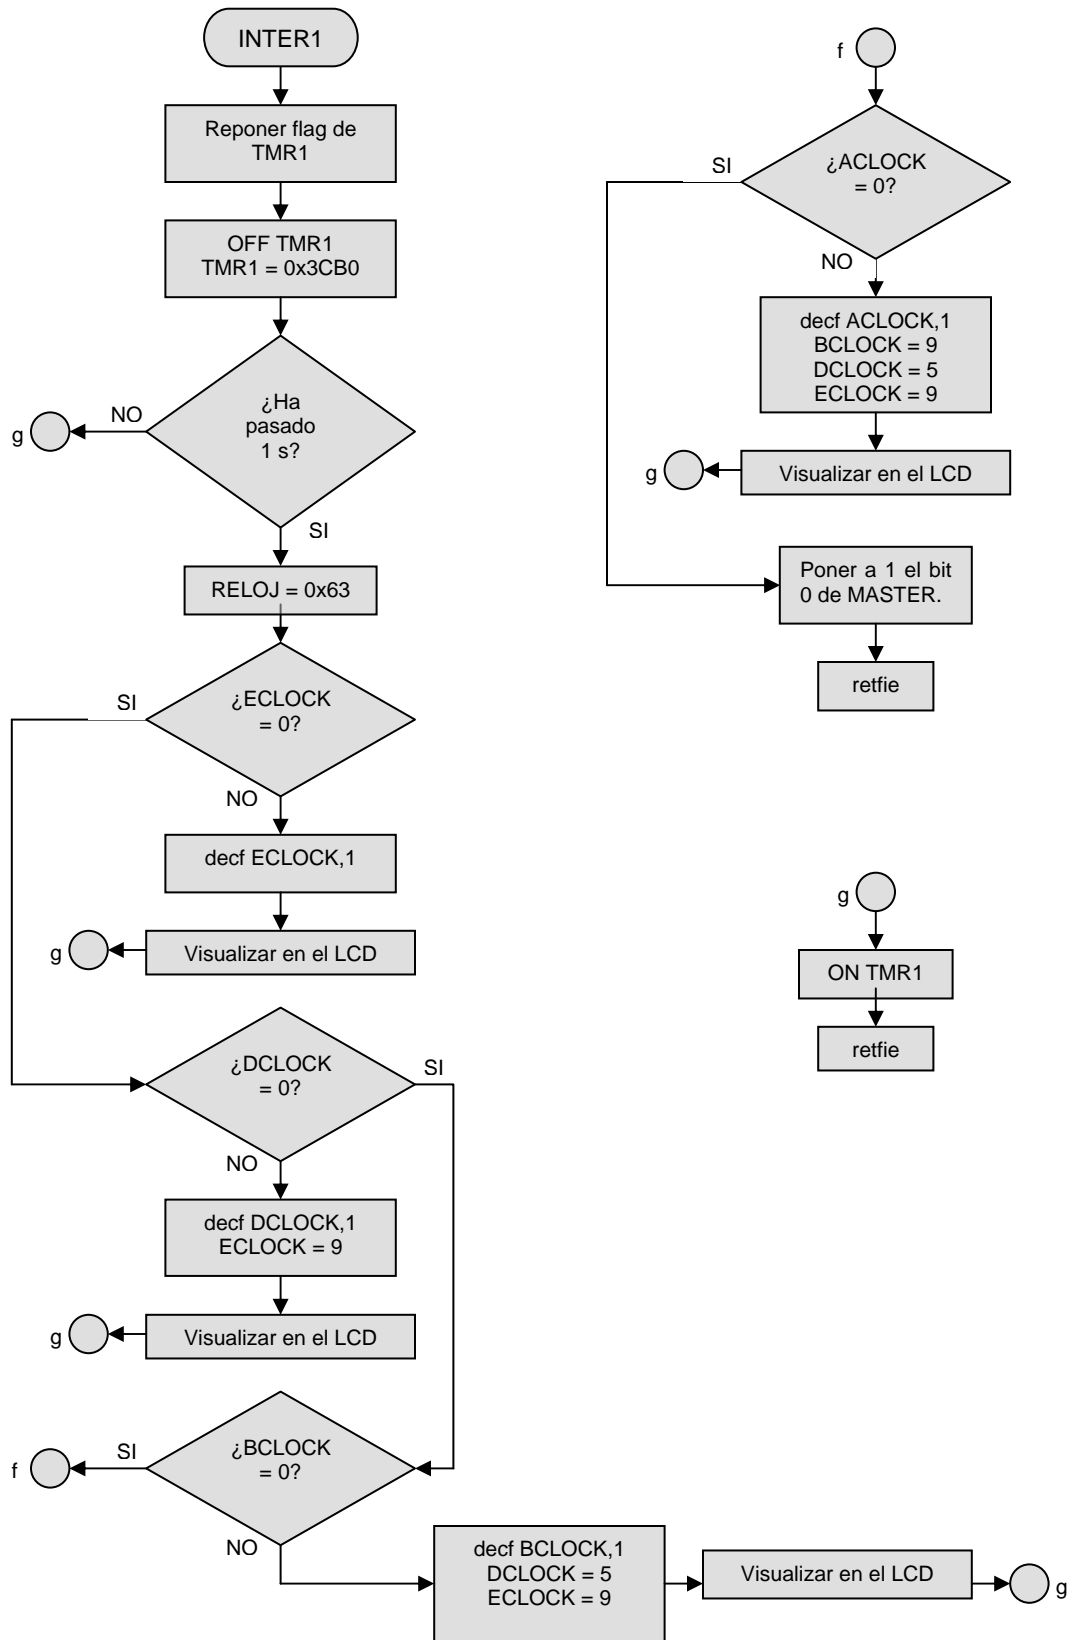 INTER1
Reponer flag de
TMR1
OFF TMR1
TMR1 = 0x3CB0
¿Ha
pasado
1 s?
NO
g
SI
RELOJ = 0x63
¿ECLOCK
= 0?
SI
NO
decf ECLOCK,1
Visualizar en el LCD
g
¿DCLOCK
= 0?
SI
NO
decf DCLOCK,1
ECLOCK = 9
Visualizar en el LCD
g
¿BCLOCK
= 0?
SI
f
NO
decf BCLOCK,1
DCLOCK = 5
ECLOCK = 9
Visualizar en el LCD
g
f
¿ACLOCK
= 0?
SI
NO
decf ACLOCK,1
BCLOCK = 9
DCLOCK = 5
ECLOCK = 9
Visualizar en el LCD
g
Poner a 1 el bit
0 de MASTER.
retfie
g
ON TMR1
retfie